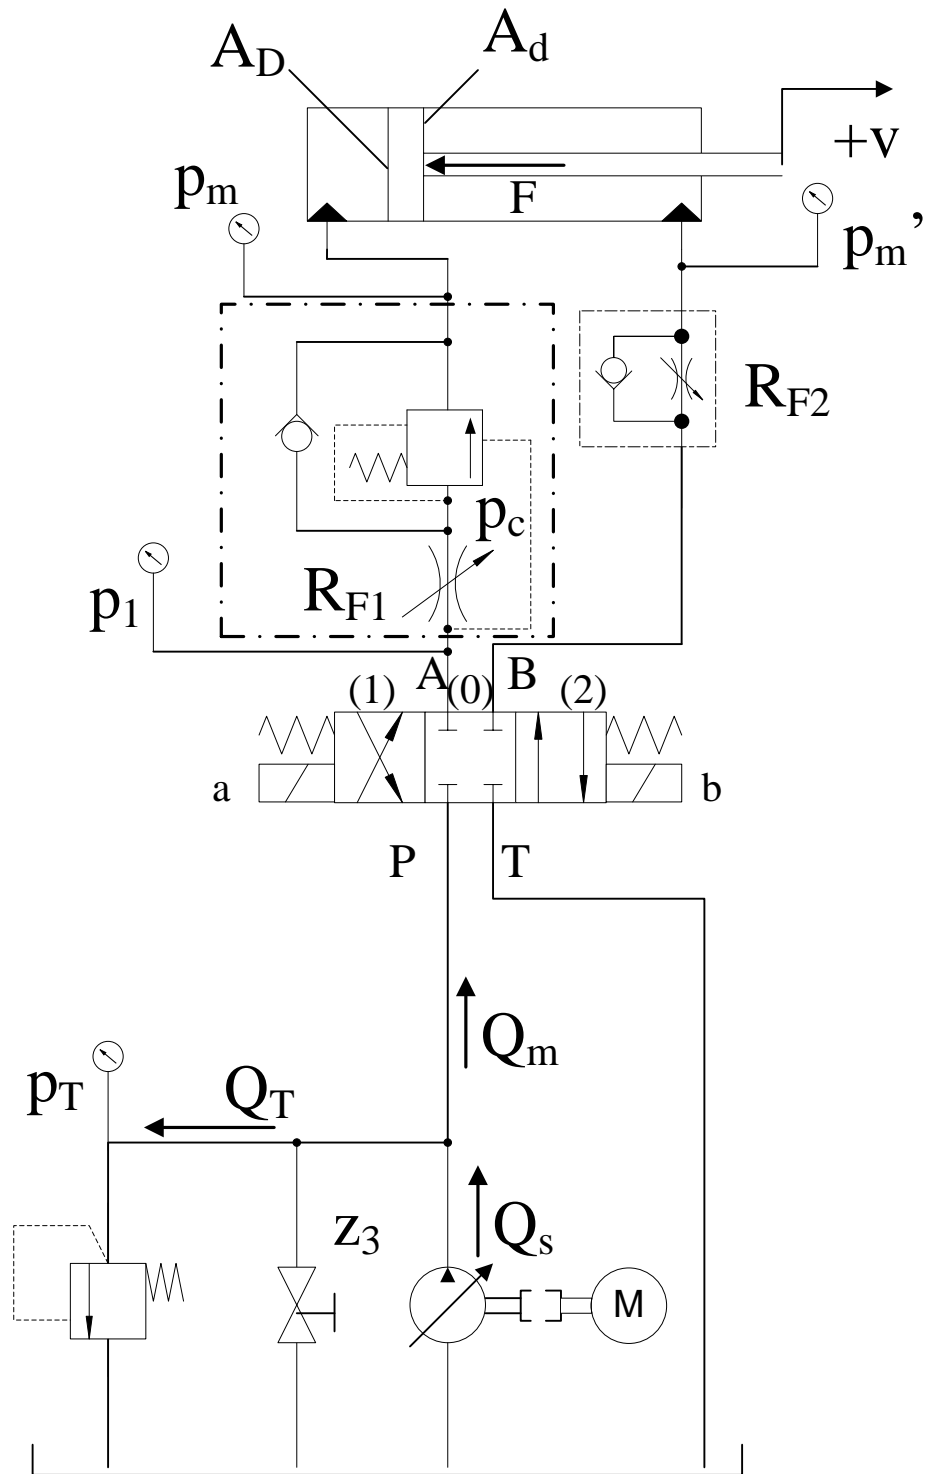 A_D
A_d
+v
p_m
F
p_m’
R_F2
p_c
R_F1
p_1
A
B
(1)
(0)
(2)
a
b
P
T
Q_m
p_T
Q_T
z_3
Q_s
M